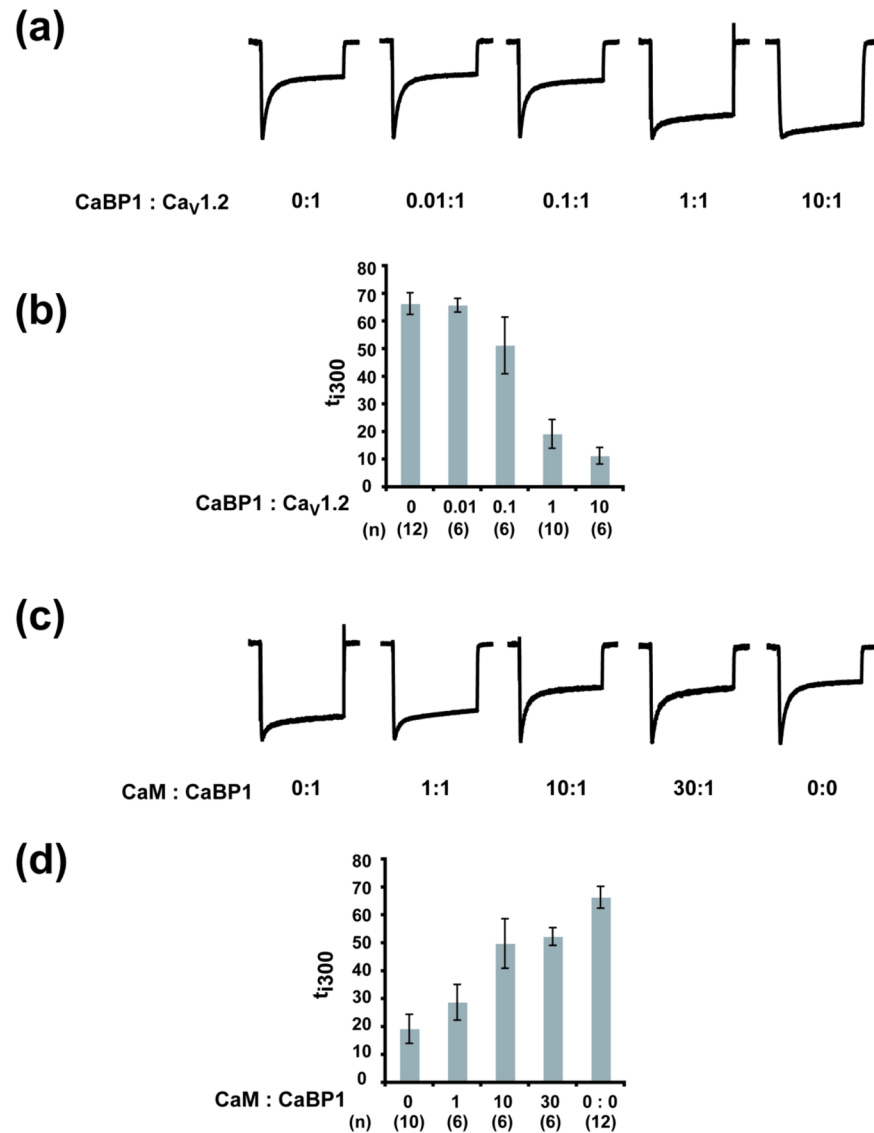 (a)
CaBP1 : CaV1.2 0:1 0.01:1 0.1:1 1:1 10:1
(b)
80
70
60
50
40
30
20
10
0
ti300
CaBP1 : CaV1.2 0 0.01 0.1 1 10
(n) (12) (6) (6) (10) (6)
(c)
CaM : CaBP1 0:1 1:1 10:1 30:1 0:0
(d)
80
70
60
50
40
30
20
10
0
ti300
CaM : CaBP1 0 1 10 30 0 : 0
(n) (10) (6) (6) (6) (12)